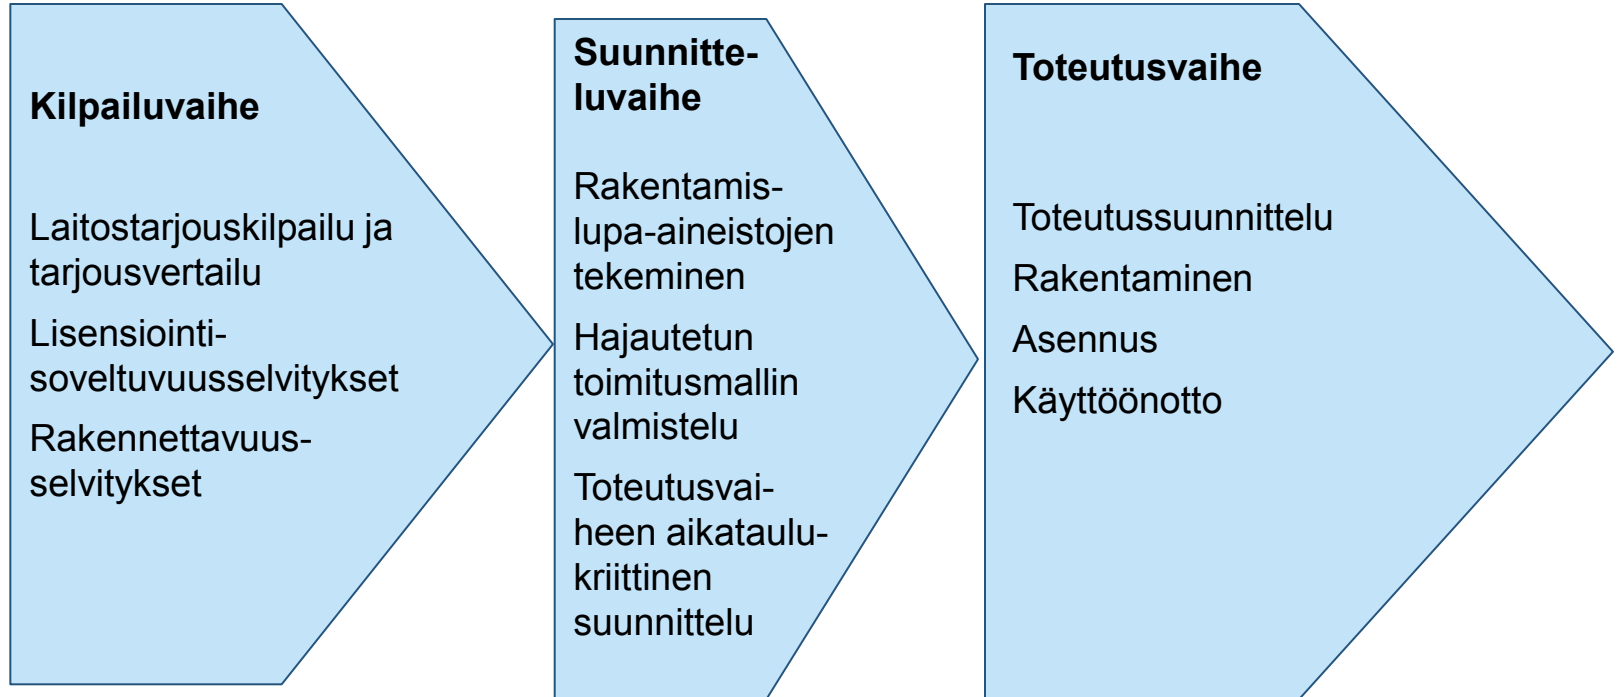 Kilpailuvaihe
Laitostarjouskilpailu ja
tarjousvertailu
Lisensiointi-
soveltuvuusselvitykset
Rakennettavuus-
selvitykset
Suunnitte-
luvaihe
Rakentamis-
lupa-aineistojen
tekeminen
Hajautetun
toimitusmallin
valmistelu
Toteutusvai-
heen aikataulu-
kriittinen
suunnittelu
Toteutusvaihe
Toteutussuunnittelu
Rakentaminen
Asennus
Käyttöönotto